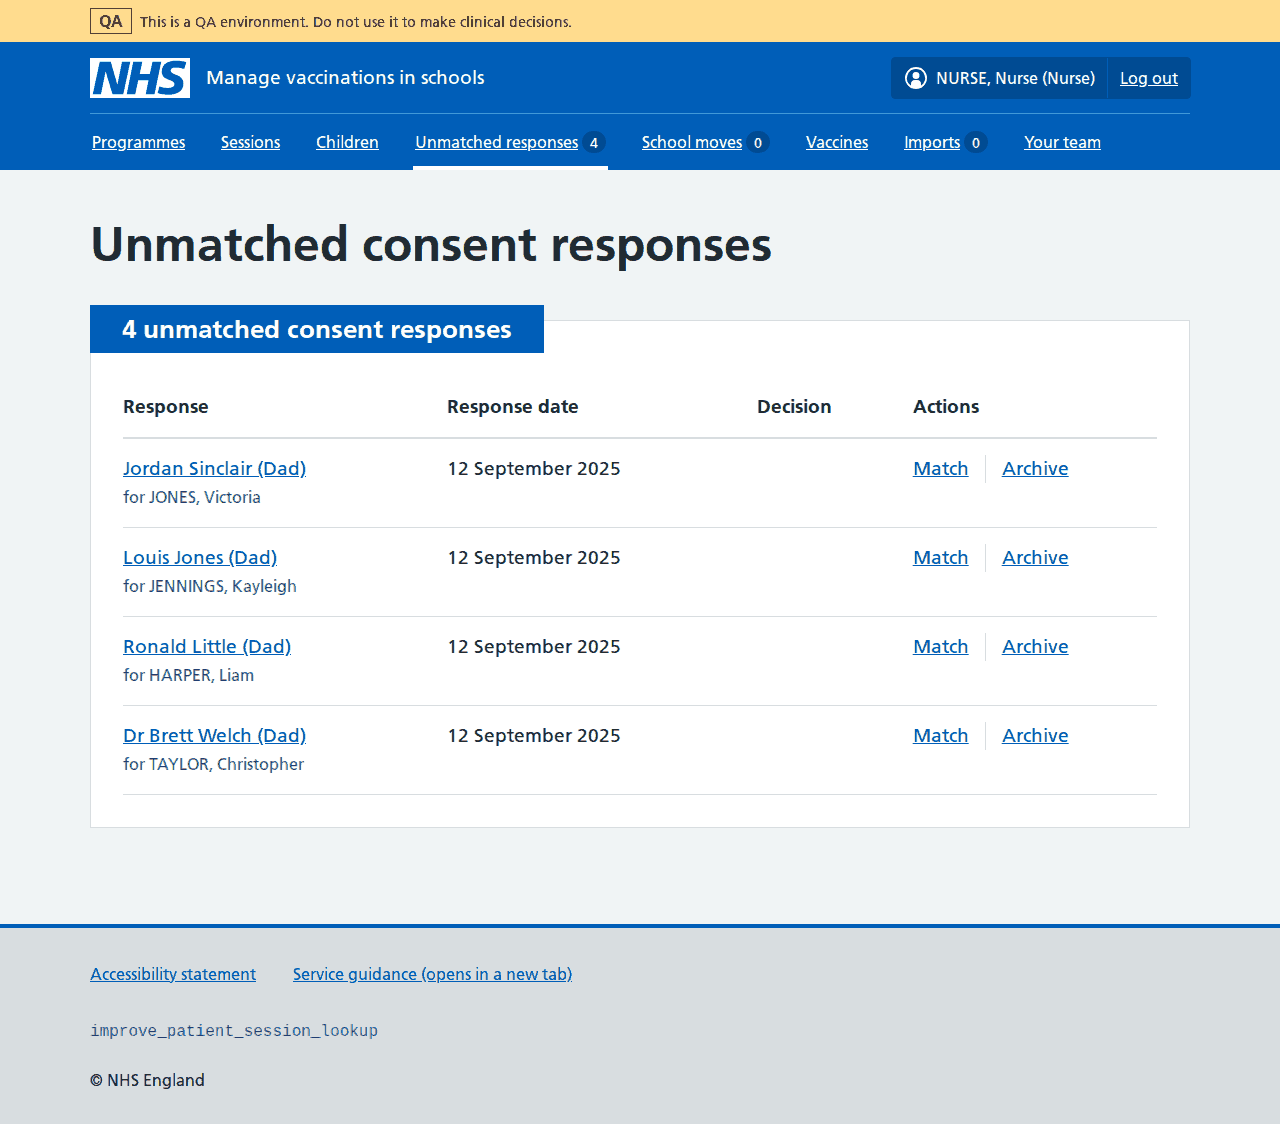 QA This is a QA environment. Do not use it to make clinical decisions.
NHS Manage vaccinations in schools NURSE, Nurse (Nurse) Log out
Programmes Sessions Children Unmatched responses 4 School moves 0 Vaccines Imports 0 Your team
Unmatched consent responses
4 unmatched consent responses
Response Response date Decision Actions
Jordan Sinclair (Dad) 12 September 2025 Match Archive
for JONES, Victoria
Louis Jones (Dad) 12 September 2025 Match Archive
for JENNINGS, Kayleigh
Ronald Little (Dad) 12 September 2025 Match Archive
for HARPER, Liam
Dr Brett Welch (Dad) 12 September 2025 Match Archive
for TAYLOR, Christopher
Accessibility statement Service guidance (opens in a new tab)
improve_patient_session_lookup
© NHS England